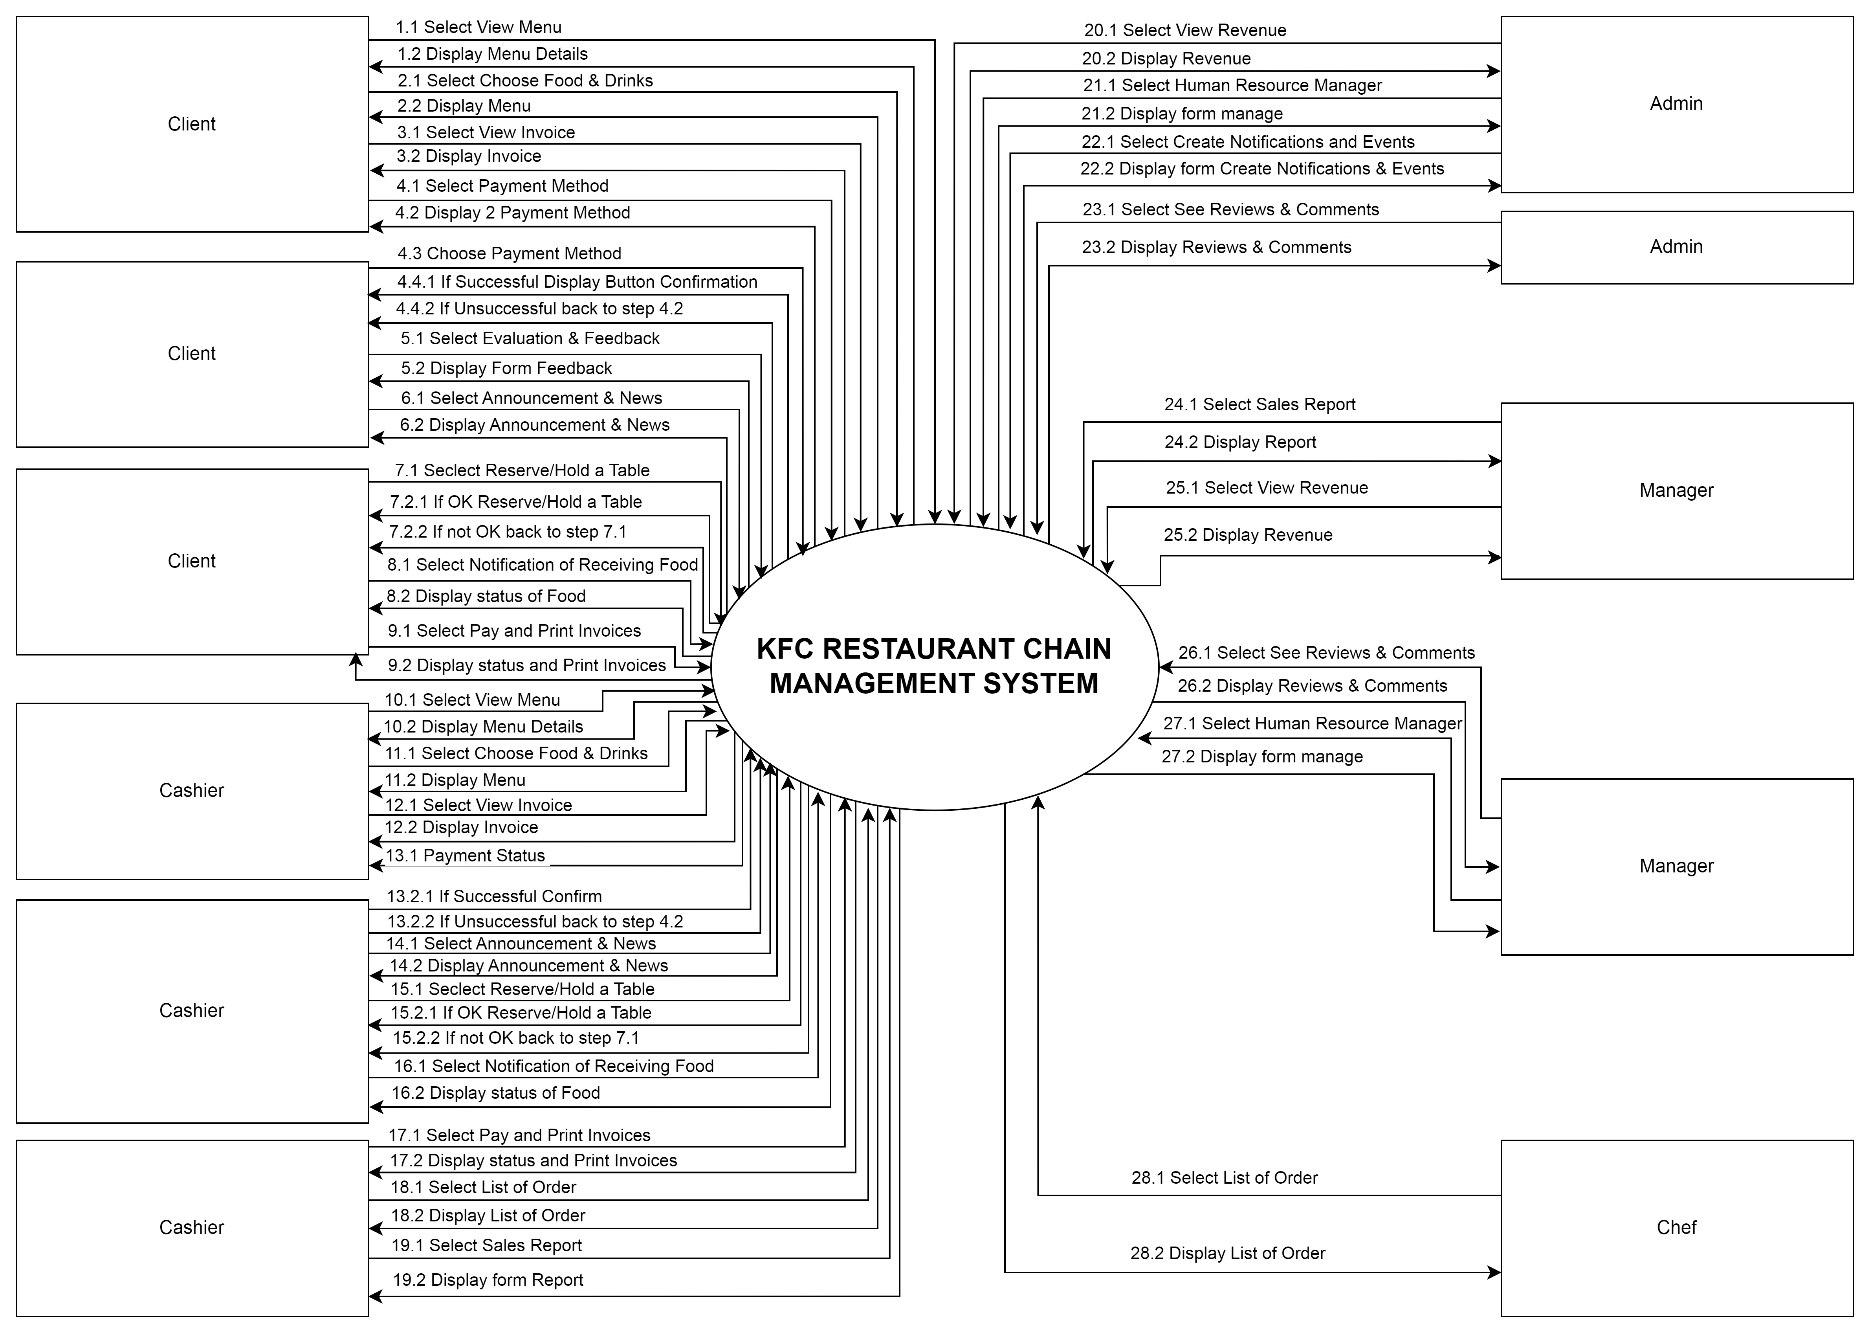 Client
1.1 Select View Menu
1.2 Display Menu Details
2.1 Select Choose Food & Drinks
2.2 Display Menu
3.1 Select View Invoice
3.2 Display Invoice
4.1 Select Payment Method
4.2 Display 2 Payment Method
Client
4.3 Choose Payment Method
4.4.1 If Successful Display Button Confirmation
4.4.2 If Unsuccessful back to step 4.2
5.1 Select Evaluation & Feedback
5.2 Display Form Feedback
6.1 Select Announcement & News
6.2 Display Announcement & News
Client
7.1 Seclect Reserve/Hold a Table
7.2.1 If OK Reserve/Hold a Table
7.2.2 If not OK back to step 7.1
8.1 Select Notification of Receiving Food
8.2 Display status of Food
9.1 Select Pay and Print Invoices
9.2 Display status and Print Invoices
Cashier
10.1 Select View Menu
10.2 Display Menu Details
11.1 Select Choose Food & Drinks
11.2 Display Menu
12.1 Select View Invoice
12.2 Display Invoice
13.1 Payment Status
Cashier
13.2.1 If Successful Confirm
13.2.2 If Unsuccessful back to step 4.2
14.1 Select Announcement & News
14.2 Display Announcement & News
15.1 Seclect Reserve/Hold a Table
15.2.1 If OK Reserve/Hold a Table
15.2.2 If not OK back to step 7.1
16.1 Select Notification of Receiving Food
16.2 Display status of Food
Cashier
17.1 Select Pay and Print Invoices
17.2 Display status and Print Invoices
18.1 Select List of Order
18.2 Display List of Order
19.1 Select Sales Report
19.2 Display form Report
KFC RESTAURANT CHAIN
MANAGEMENT SYSTEM
20.1 Select View Revenue
20.2 Display Revenue
21.1 Select Human Resource Manager
21.2 Display form manage
22.1 Select Create Notifications and Events
22.2 Display form Create Notifications & Events
Admin
23.1 Select See Reviews & Comments
23.2 Display Reviews & Comments
Admin
24.1 Select Sales Report
24.2 Display Report
25.1 Select View Revenue
25.2 Display Revenue
Manager
26.1 Select See Reviews & Comments
26.2 Display Reviews & Comments
27.1 Select Human Resource Manager
27.2 Display form manage
Manager
28.1 Select List of Order
28.2 Display List of Order
Chef